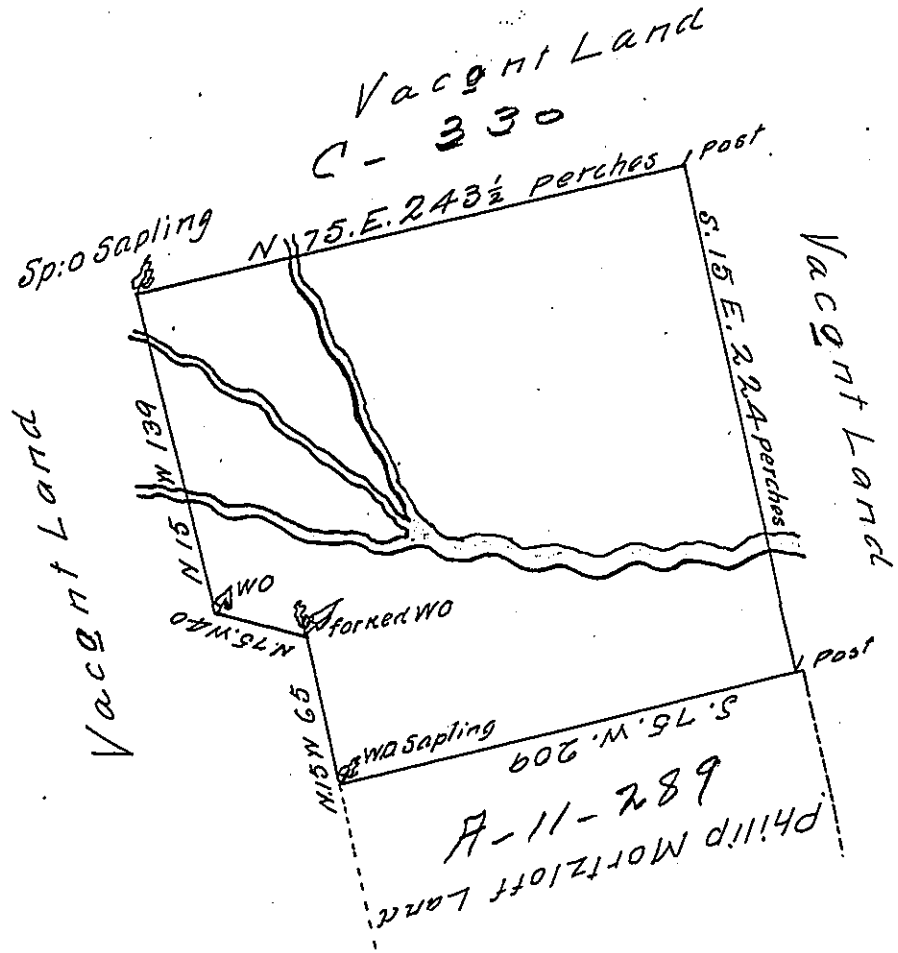 Vacant Land
C - 330
N 75. E. 243½ perches
Post
Sp:o Sapling
S. 15 E. 224 perches
Vacant Land
Vacant Land
N 15 W 139
WO
N. 75. W 40
forked WO
N. 15 W 65
WO Sapling
Post
S. 75. W. 209
A-11-289
Philip Mortzloff Land